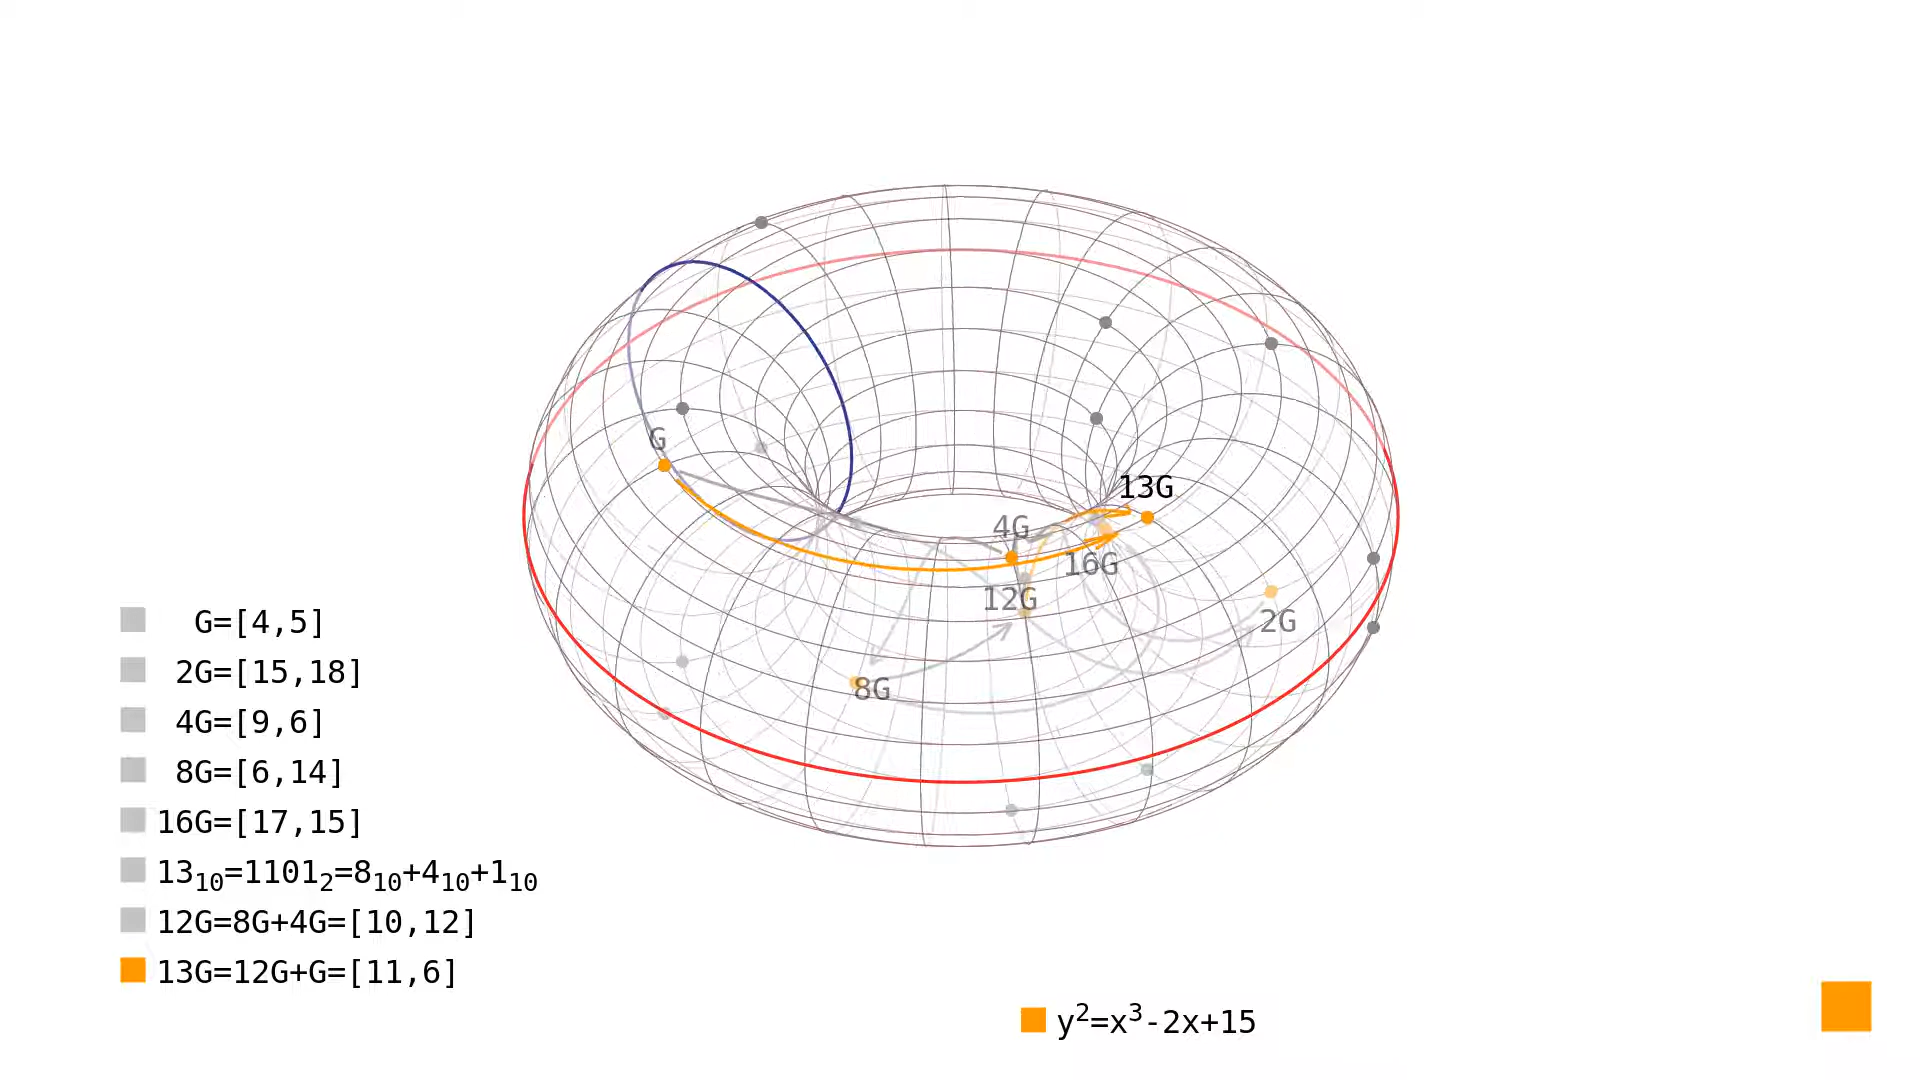 13G
G
4G
16G
12G
2G
8G
G=[4,5]
2G=[15,18]
4G=[9,6]
8G=[6,14]
16G=[17,15]
13₁₀=1101₂=8₁₀+4₁₀+1₁₀
12G=8G+4G=[10,12]
13G=12G+G=[11,6]
y²=x³-2x+15